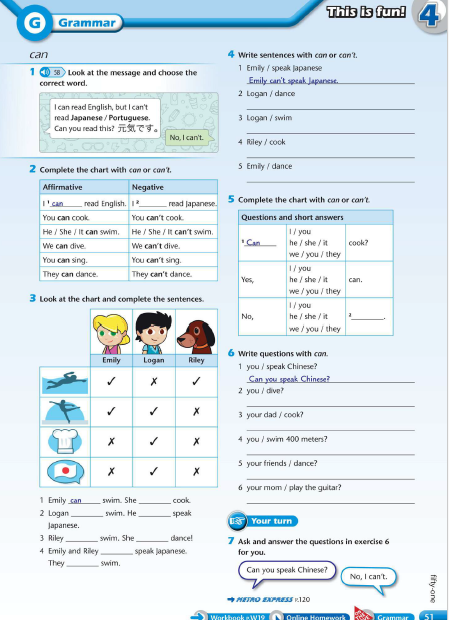 G Grammar
This is fun! 4
can
1 58 Look at the message and choose the
correct word.
I can read English, but I can't
read Japanese / Portuguese.
Can you read this? 元気です。
No, I can't.
2 Complete the chart with can or can't.
Affirmative Negative
I ¹ can read English. I ²______ read Japanese.
You can cook. You can't cook.
He / She / It can swim. He / She / It can't swim.
We can dive. We can't dive.
You can sing. You can't sing.
They can dance. They can't dance.
3 Look at the chart and complete the sentences.
Emily Logan Riley
✓ ✗ ✓
✓ ✓ ✗
✗ ✓ ✗
✗ ✓ ✗
1 Emily can swim. She ______ cook.
2 Logan ______ swim. He ______ speak
Japanese.
3 Riley ______ swim. She ______ dance!
4 Emily and Riley ______ speak Japanese.
They ______ swim.
4 Write sentences with can or can't.
1 Emily / speak Japanese
Emily can't speak Japanese.
2 Logan / dance
3 Logan / swim
4 Riley / cook
5 Emily / dance
5 Complete the chart with can or can't.
Questions and short answers
¹ Can
I / you
he / she / it
we / you / they
cook?
Yes,
I / you
he / she / it
we / you / they
can.
No,
I / you
he / she / it
we / you / they
²______.
6 Write questions with can.
1 you / speak Chinese?
Can you speak Chinese?
2 you / dive?
3 your dad / cook?
4 you / swim 400 meters?
5 your friends / dance?
6 your mom / play the guitar?
Your turn
7 Ask and answer the questions in exercise 6
for you.
Can you speak Chinese?
No, I can't.
METRO EXPRESS P.120
Workbook P.W19 Online Homework Grammar 51
fifty-one